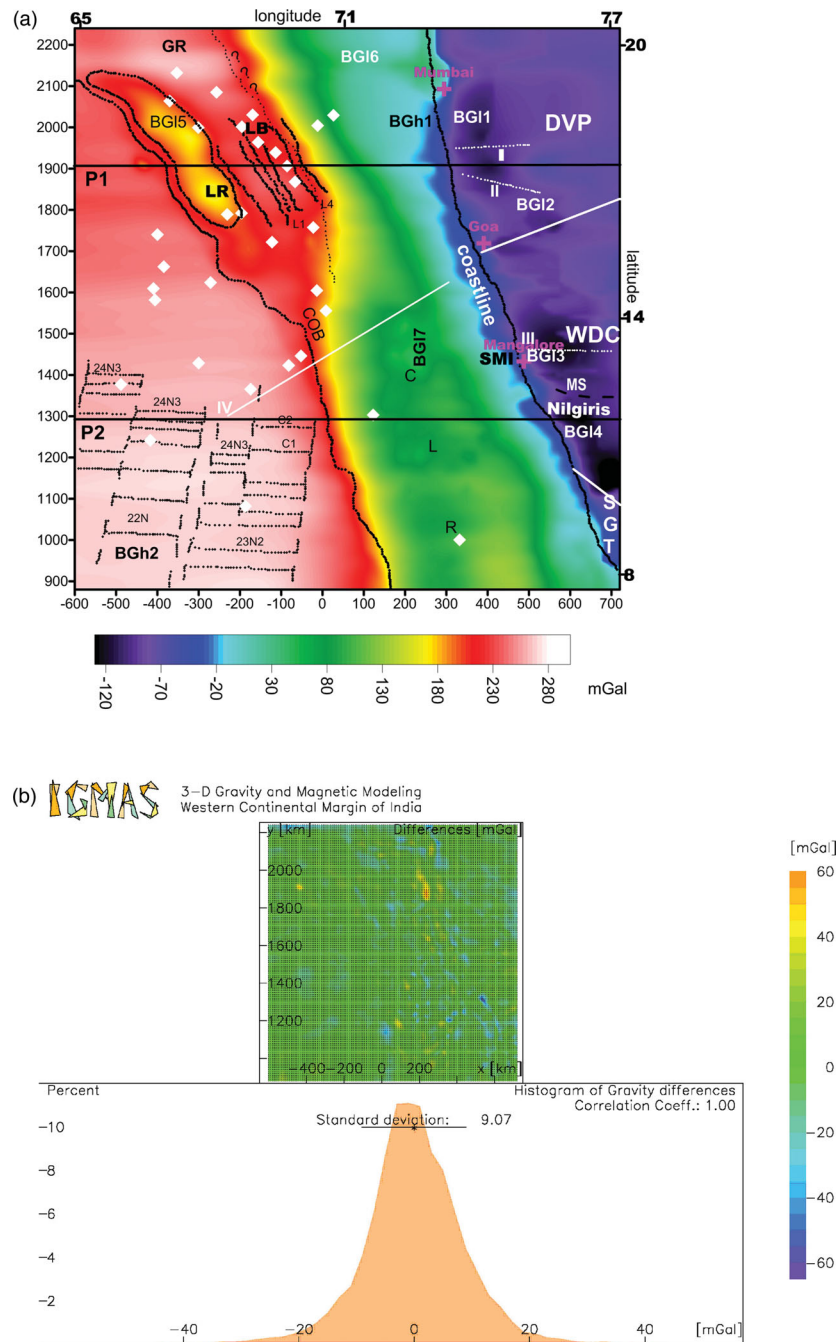 (a)
longitude
65
71
77
2200
2100
2000
1900
1800
1700
1600
1500
1400
1300
1200
1100
1000
900
GR
BGl6
Mumbai
20
BGh1
BGl1
DVP
BGl5
LB
I
P1
LR
II
BGl2
L4
L1
Goa
latitude
coastline
COB
14
BGl7
III
WDC
Mangalore
SMI
BGl3
C
MS
24N3
24N3
IV
Nilgiris
C2
P2
24N3
C1
L
BGl4
22N
R
S
G
T
BGh2
23N2
8
-600 -500 -400 -300 -200 -100 0 100 200 300 400 500 600 700
-120 -70 -20 30 80 130 180 230 280 mGal
(b)
IGMAS
3-D Gravity and Magnetic Modeling
Western Continental Margin of India
y [km]
Differences [mGal]
2000
1800
1600
1400
1200
-400 -200 0 200 x [km]
[mGal]
60
40
20
0
-20
-40
-60
Percent
Histogram of Gravity differences
Correlation Coeff.: 1.00
Standard deviation: 9.07
-10
-8
-6
-4
-2
-40 -20 0 20 40 [mGal]